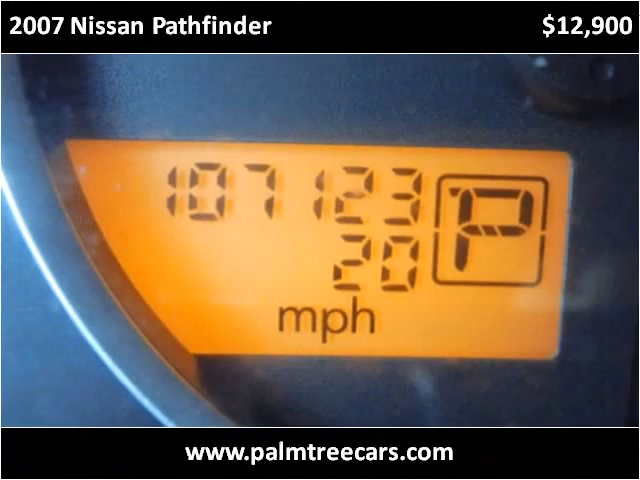 2007 Nissan Pathfinder $12,900
107123
20 P
mph
www.palmtreecars.com